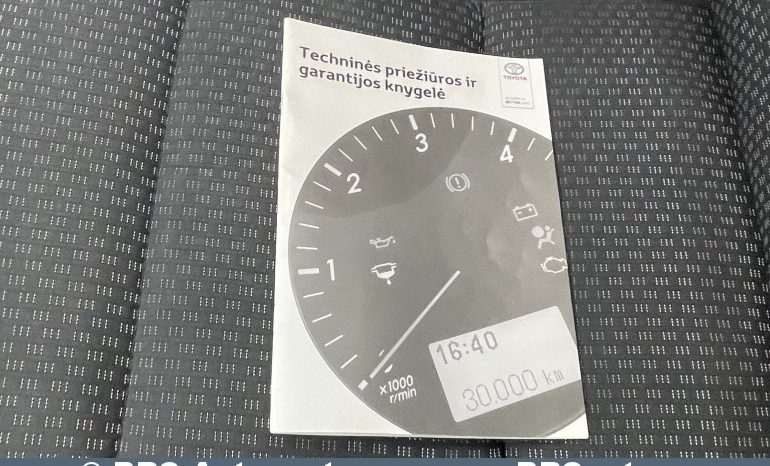 Techninės priežiūros ir
garantijos knygelė
TOYOTA
1
2
3
4
16:40
30.000 km
x1000
r/min